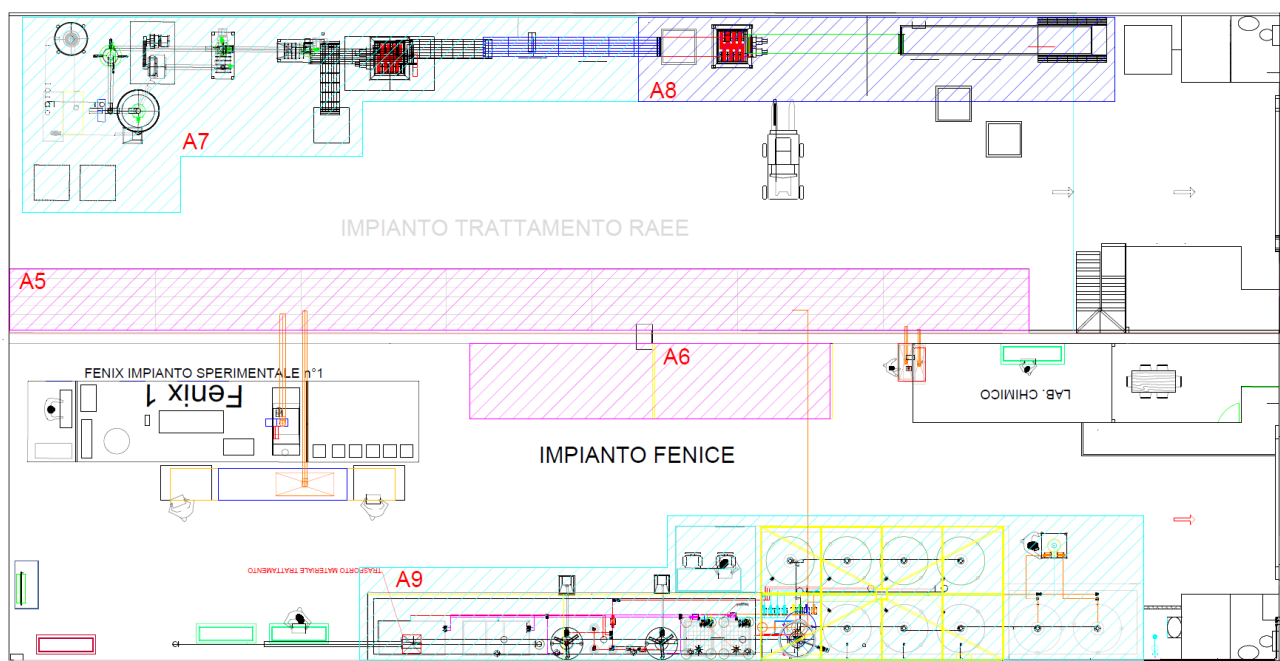 A8
A7
IMPIANTO TRATTAMENTO RAEE
A5
A6
FENIX IMPIANTO SPERIMENTALE n°1
Fenix 1
LAB. CHIMICO
IMPIANTO FENICE
TRASPORTO MATERIALE TRATTAMENTO
A9